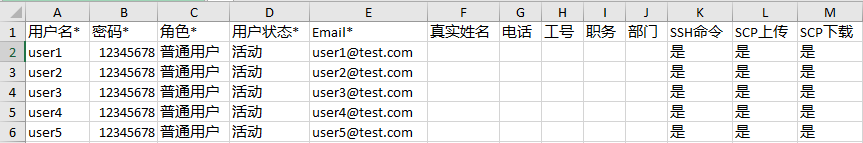 A B C D E F G H I J K L M
1 用户名* 密码* 角色* 用户状态* Email* 真实姓名 电话 工号 职务 部门 SSH命令 SCP上传 SCP下载
2 user1 12345678 普通用户 活动 user1@test.com 是 是 是
3 user2 12345678 普通用户 活动 user2@test.com 是 是 是
4 user3 12345678 普通用户 活动 user3@test.com 是 是 是
5 user4 12345678 普通用户 活动 user4@test.com 是 是 是
6 user5 12345678 普通用户 活动 user5@test.com 是 是 是